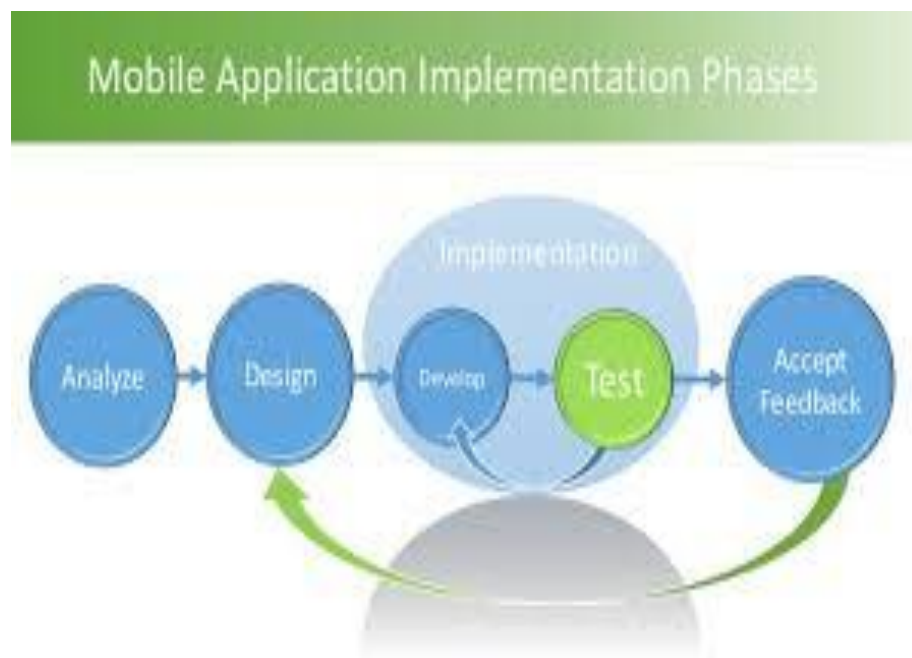 Mobile Application Implementation Phases
Implementation
Analyze
Design
Develop
Test
Accept
Feedback